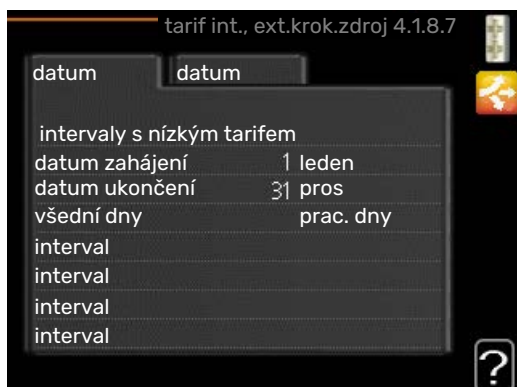 tarif int., ext.krok.zdroj 4.1.8.7
datum datum
intervaly s nízkým tarifem
datum zahájení 1 leden
datum ukončení 31 pros
všední dny prac. dny
interval
interval
interval
interval
?